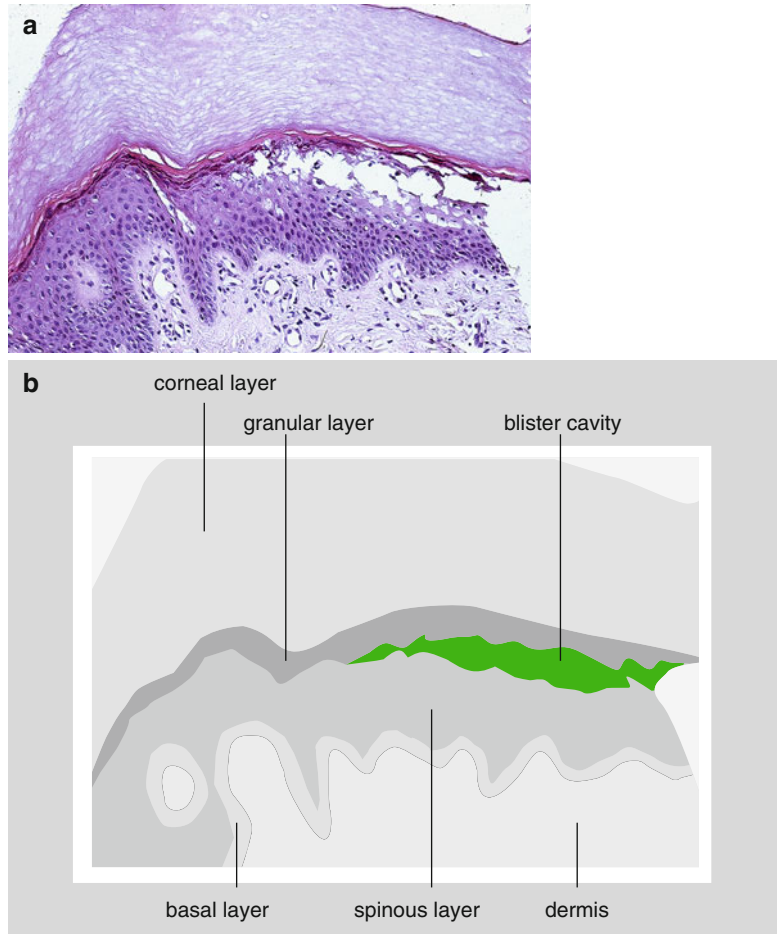 a
b
corneal layer
granular layer
blister cavity
basal layer
spinous layer
dermis